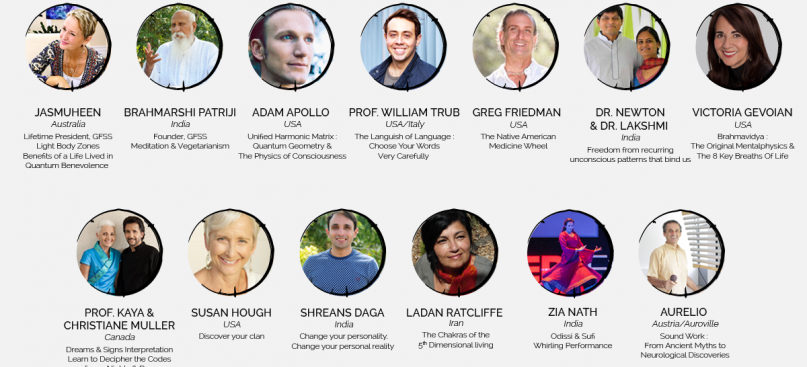 JASMUHEEN
Australia
Lifetime President, GFSS
Light Body Zones
Benefits of a Life Lived in
Quantum Benevolence
BRAHMARSHI PATRIJI
India
Founder, GFSS
Meditation & Vegetarianism
ADAM APOLLO
USA
Unified Harmonic Matrix :
Quantum Geometry &
The Physics of Consciousness
PROF. WILLIAM TRUB
USA/Italy
The Languish of Language :
Choose Your Words
Very Carefully
GREG FRIEDMAN
USA
The Native American
Medicine Wheel
DR. NEWTON
& DR. LAKSHMI
India
Freedom from recurring
unconscious patterns that bind us
VICTORIA GEVOIAN
USA
Brahmavidya :
The Original Mentalphysics &
The 8 Key Breaths Of Life
PROF. KAYA &
CHRISTIANE MULLER
Canada
Dreams & Signs Interpretation
Learn to Decipher the Codes
SUSAN HOUGH
USA
Discover your clan
SHREANS DAGA
India
Change your personality.
Change your personal reality
LADAN RATCLIFFE
Iran
The Chakras of the
5th Dimensional living
ZIA NATH
India
Odissi & Sufi
Whirling Performance
AURELIO
Austria/Auroville
Sound Work :
From Ancient Myths to
Neurological Discoveries